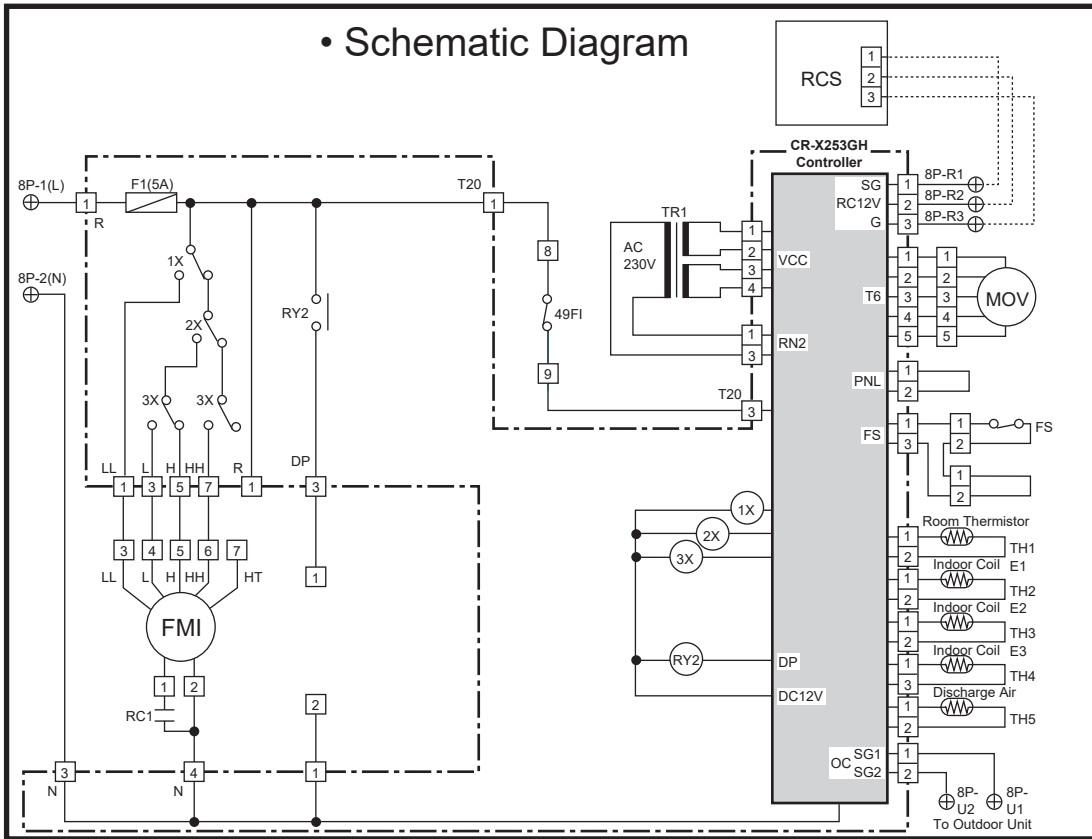 • Schematic Diagram
RCS
1
2
3
CR-X253GH
Controller
8P-1(L)
1
R
F1(5A)
T20
1
8P-2(N)
1X
2X
3X
3X
RY2
8
49FI
9
TR1
AC
230V
1
2
3
4
VCC
1
3
RN2
T20
3
SG
1
8P-R1
RC12V
2
8P-R2
G
3
8P-R3
T6
1
2
3
4
5
1
2
3
4
5
MOV
PNL
1
2
FS
1
3
1
2
FS
1
2
LL
L
H
HH
R
DP
1
3
5
7
1
3
3
4
5
6
7
LL
L
H
HH
HT
1
FMI
1
2
RC1
2
3
4
1
N
N
1X
2X
3X
RY2
DP
DC12V
Room Thermistor
1
2
TH1
Indoor Coil E1
1
2
TH2
Indoor Coil E2
1
2
TH3
Indoor Coil E3
1
3
TH4
Discharge Air
1
2
TH5
OC
SG1
1
SG2
2
8P-
U2
8P-
U1
To Outdoor Unit